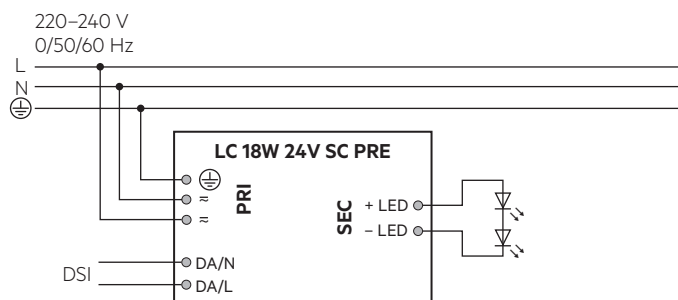 220–240 V
0/50/60 Hz
L
N
LC 18W 24V SC PRE
PRI
≂
≂
SEC
+ LED
– LED
DSI
DA/N
DA/L